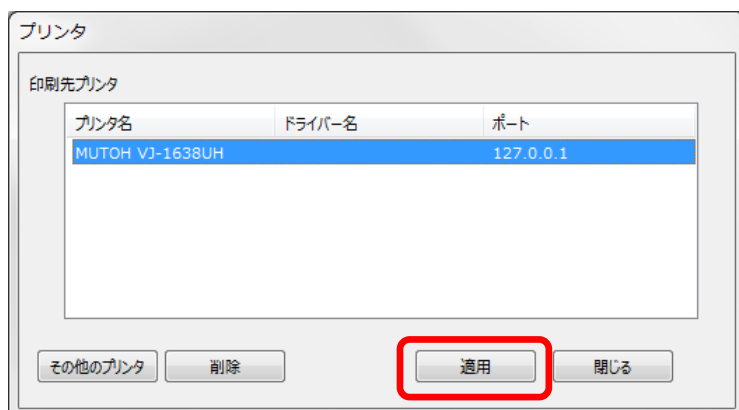 プリンタ
印刷先プリンタ
プリンタ名 ドライバー名 ポート
MUTOH VJ-1638UH 127.0.0.1
その他のプリンタ 削除 適用 閉じる